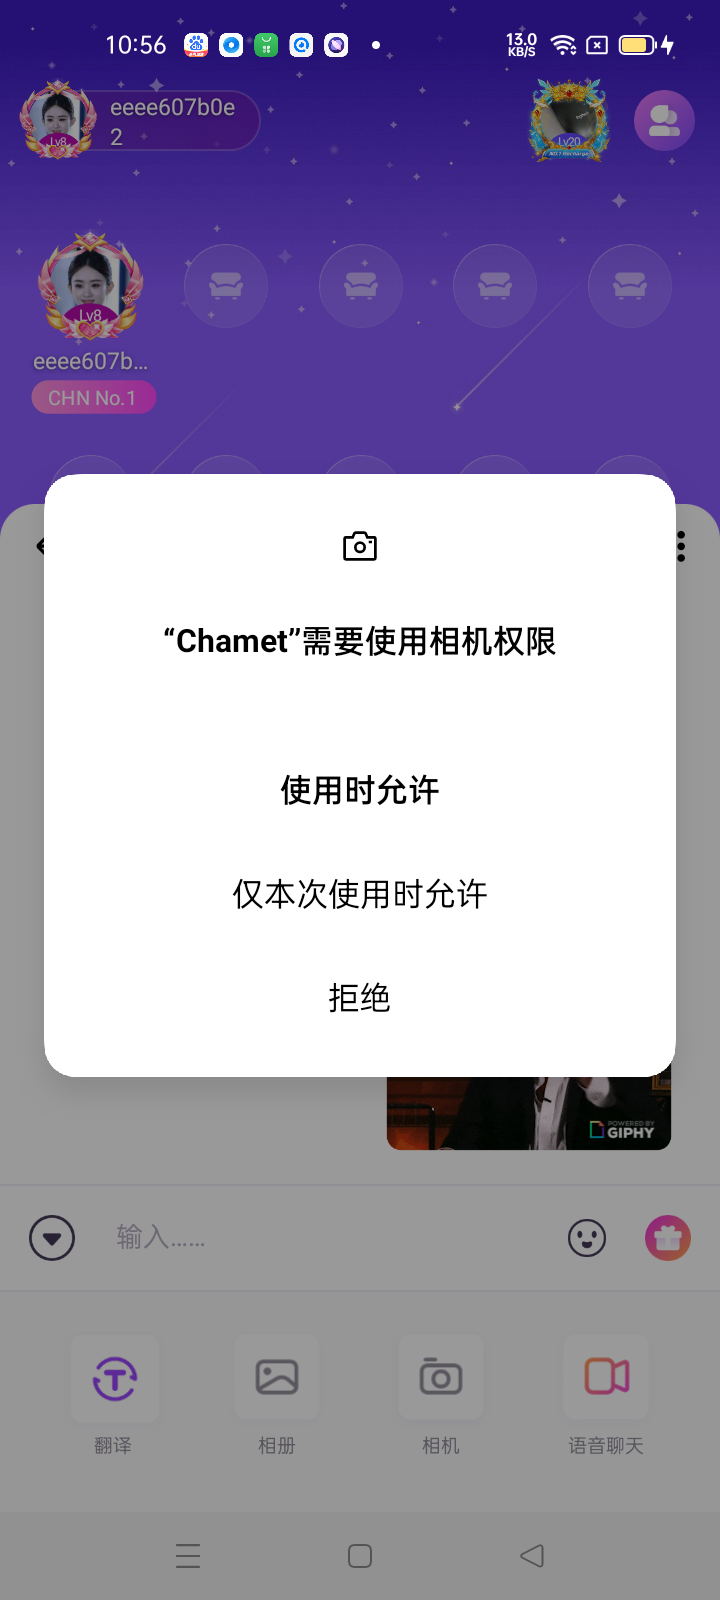 10:56
13.0
KB/S
eeee607b0e
2
Lv8
Lv20
Lv8
eeee607b...
CHN No.1
“Chamet”需要使用相机权限
使用时允许
仅本次使用时允许
拒绝
POWERED BY
GIPHY
输入......
翻译
相册
相机
语音聊天